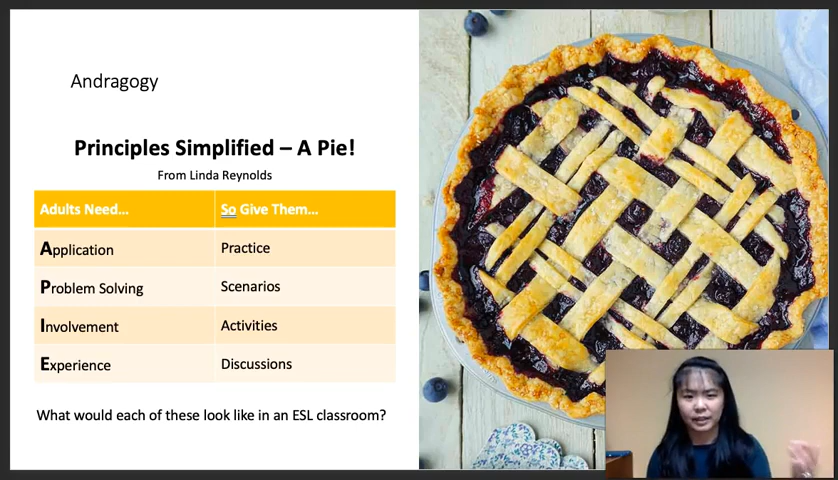 Andragogy
Principles Simplified – A Pie!
From Linda Reynolds
Adults Need... So Give Them...
Application Practice
Problem Solving Scenarios
Involvement Activities
Experience Discussions
What would each of these look like in an ESL classroom?